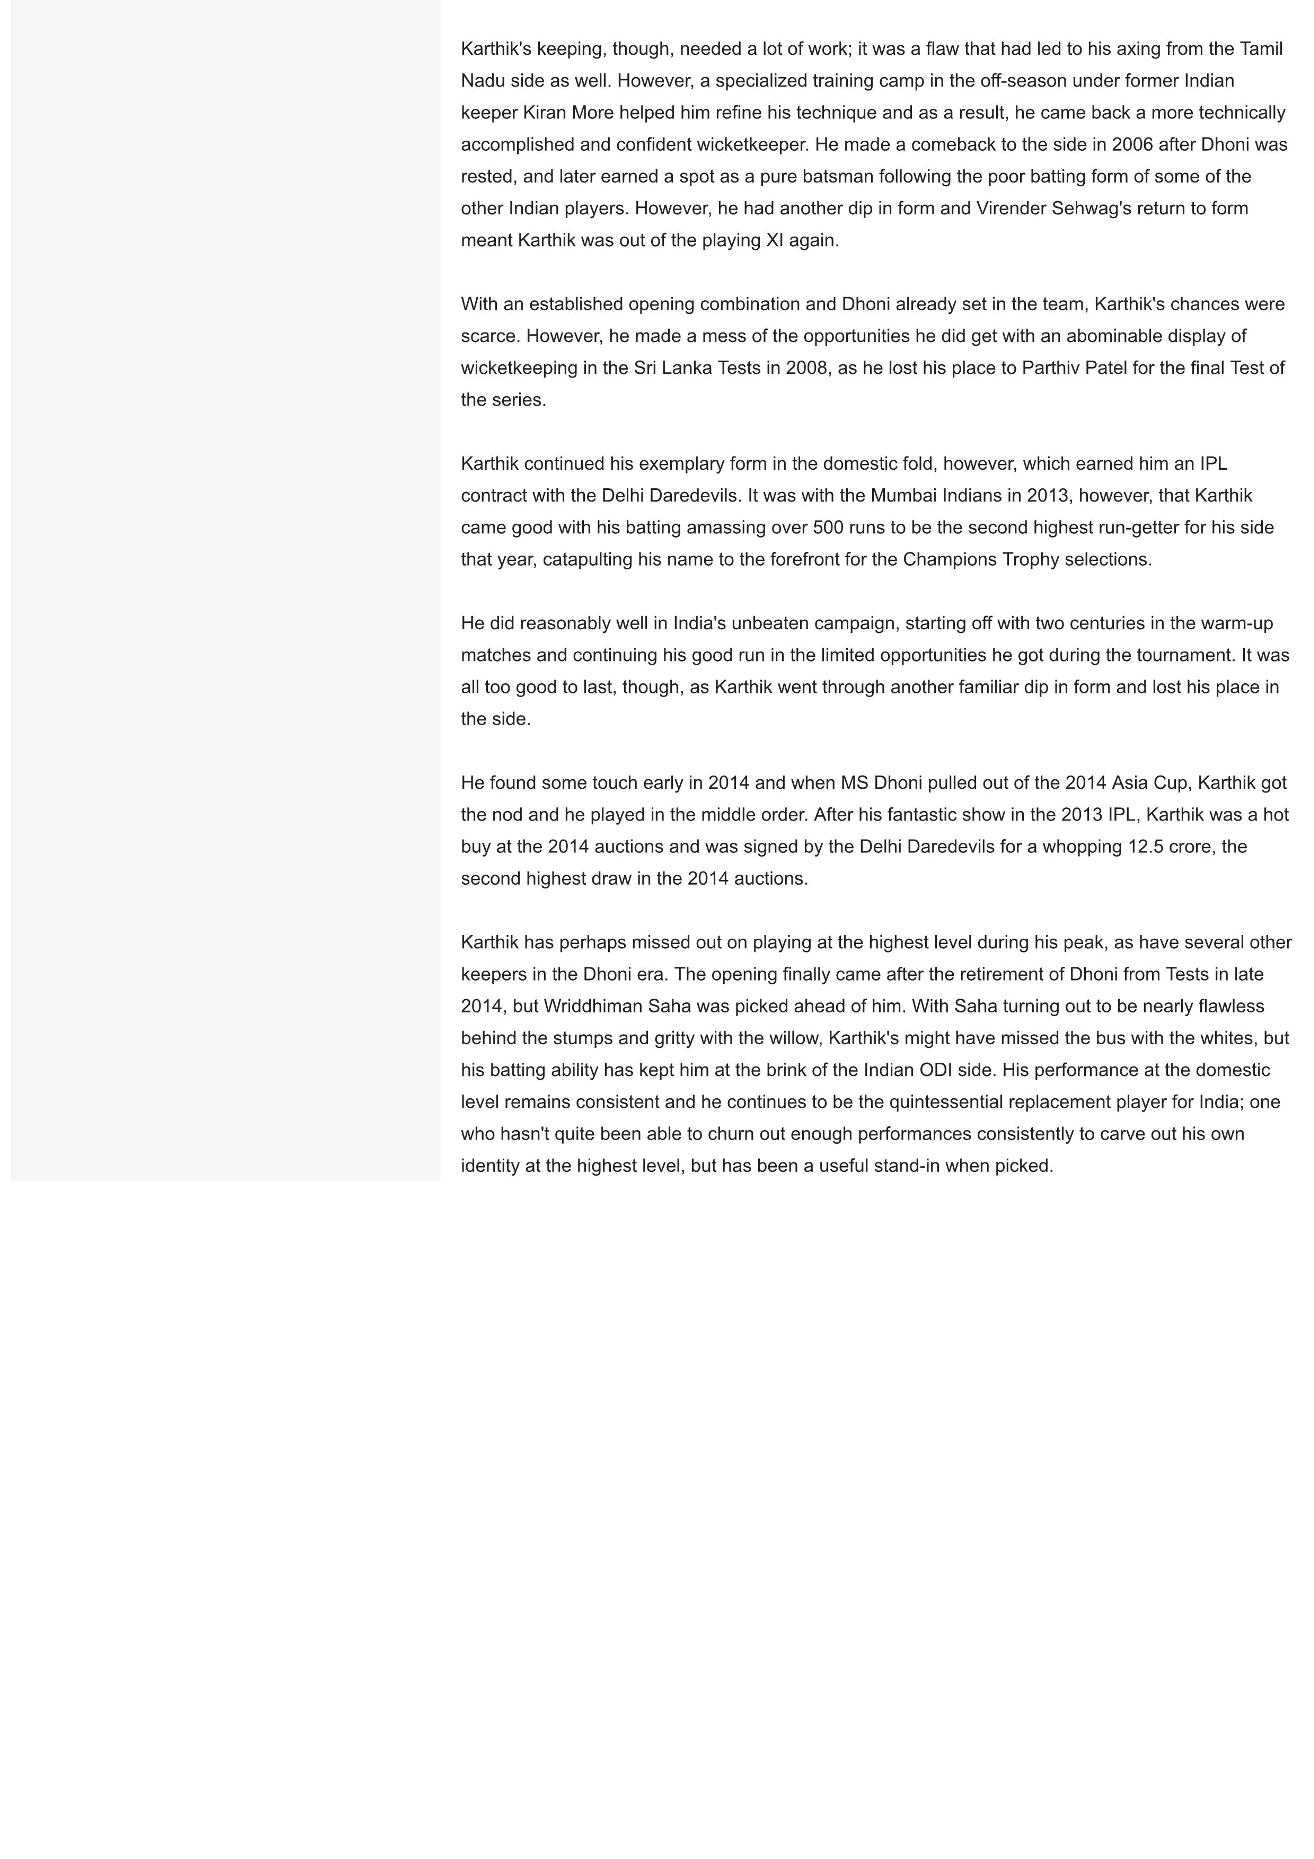 Karthik's keeping, though, needed a lot of work; it was a flaw that had led to his axing from the Tamil
Nadu side as well. However, a specialized training camp in the off-season under former Indian
keeper Kiran More helped him refine his technique and as a result, he came back a more technically
accomplished and confident wicketkeeper. He made a comeback to the side in 2006 after Dhoni was
rested, and later earned a spot as a pure batsman following the poor batting form of some of the
other Indian players. However, he had another dip in form and Virender Sehwag's return to form
meant Karthik was out of the playing XI again.
With an established opening combination and Dhoni already set in the team, Karthik's chances were
scarce. However, he made a mess of the opportunities he did get with an abominable display of
wicketkeeping in the Sri Lanka Tests in 2008, as he lost his place to Parthiv Patel for the final Test of
the series.
Karthik continued his exemplary form in the domestic fold, however, which earned him an IPL
contract with the Delhi Daredevils. It was with the Mumbai Indians in 2013, however, that Karthik
came good with his batting amassing over 500 runs to be the second highest run-getter for his side
that year, catapulting his name to the forefront for the Champions Trophy selections.
He did reasonably well in India's unbeaten campaign, starting off with two centuries in the warm-up
matches and continuing his good run in the limited opportunities he got during the tournament. It was
all too good to last, though, as Karthik went through another familiar dip in form and lost his place in
the side.
He found some touch early in 2014 and when MS Dhoni pulled out of the 2014 Asia Cup, Karthik got
the nod and he played in the middle order. After his fantastic show in the 2013 IPL, Karthik was a hot
buy at the 2014 auctions and was signed by the Delhi Daredevils for a whopping 12.5 crore, the
second highest draw in the 2014 auctions.
Karthik has perhaps missed out on playing at the highest level during his peak, as have several other
keepers in the Dhoni era. The opening finally came after the retirement of Dhoni from Tests in late
2014, but Wriddhiman Saha was picked ahead of him. With Saha turning out to be nearly flawless
behind the stumps and gritty with the willow, Karthik's might have missed the bus with the whites, but
his batting ability has kept him at the brink of the Indian ODI side. His performance at the domestic
level remains consistent and he continues to be the quintessential replacement player for India; one
who hasn't quite been able to churn out enough performances consistently to carve out his own
identity at the highest level, but has been a useful stand-in when picked.